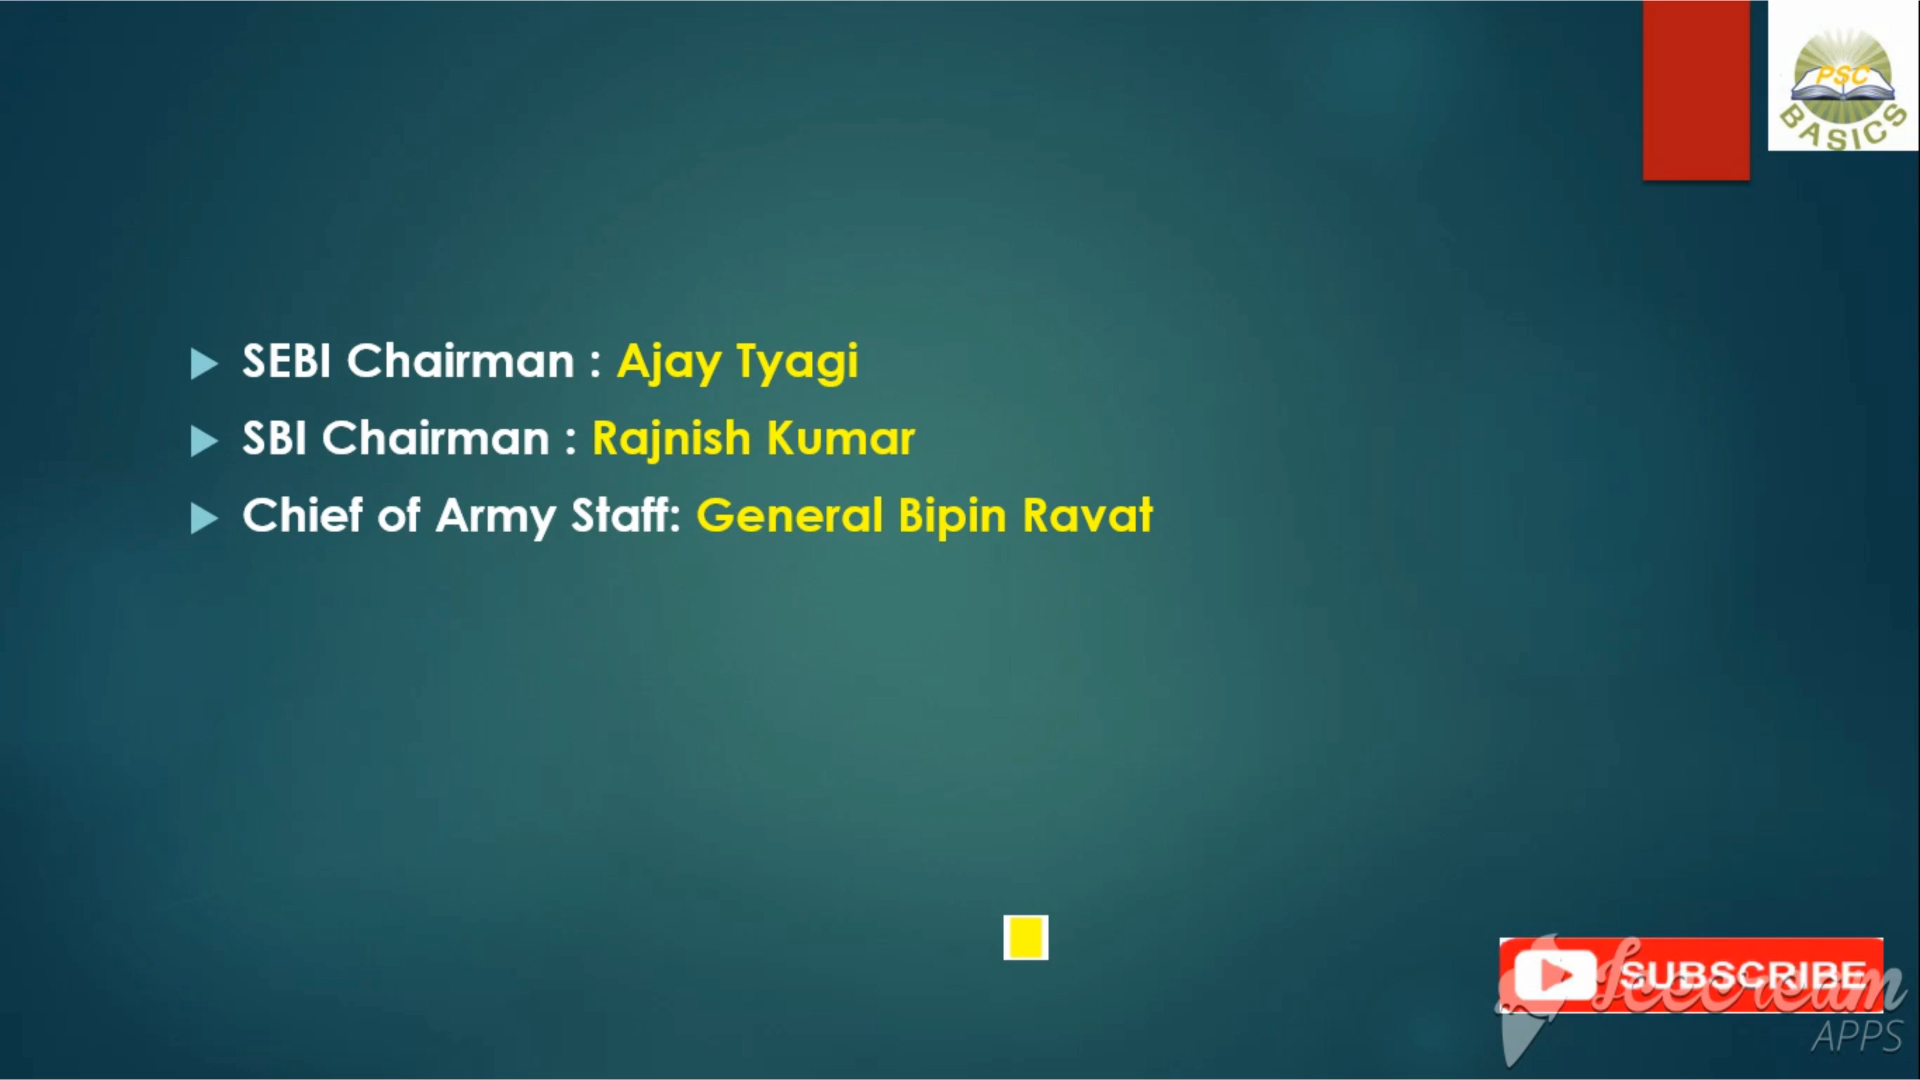 PSC
BASICS
SEBI Chairman : Ajay Tyagi
SBI Chairman : Rajnish Kumar
Chief of Army Staff: General Bipin Ravat
SUBSCRIBE
Icecream
APPS